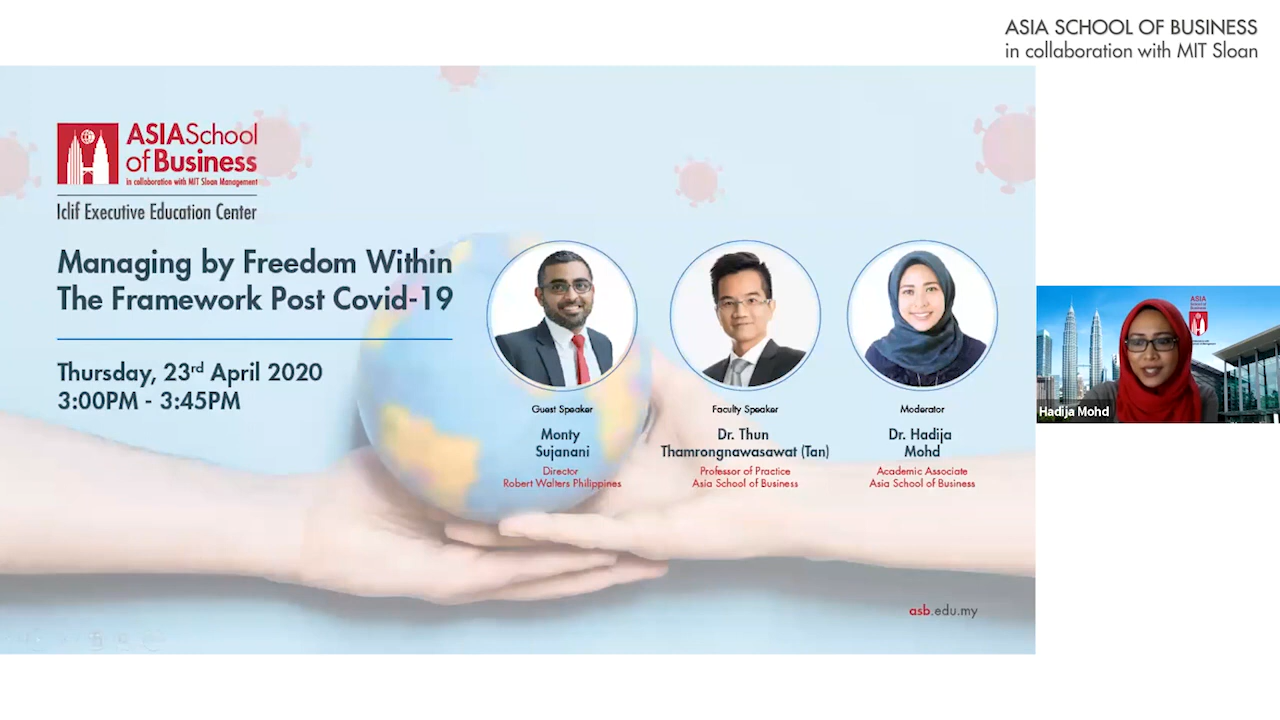 ASIA SCHOOL OF BUSINESS
in collaboration with MIT Sloan
ASIASchool
ofBusiness
in collaboration with MIT Sloan Management
Iclif Executive Education Center
Managing by Freedom Within
The Framework Post Covid-19
Thursday, 23rd April 2020
3:00PM - 3:45PM
Guest Speaker
Monty
Sujanani
Director
Robert Walters Philippines
Faculty Speaker
Dr. Thun
Thamrongnawasawat (Tan)
Professor of Practice
Asia School of Business
Moderator
Dr. Hadija
Mohd
Academic Associate
Asia School of Business
asb.edu.my
ASIA
Hadija Mohd